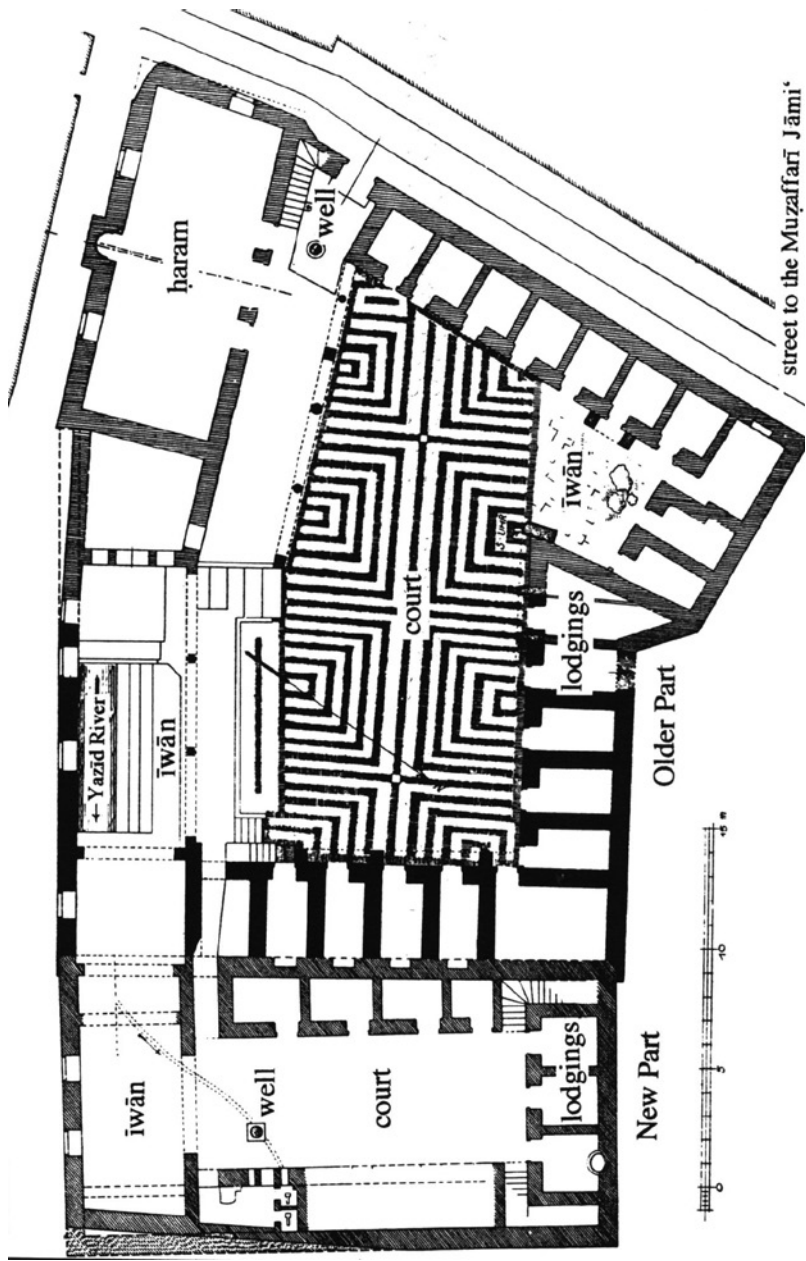 ← Yazīd River →
īwān
īwān
ḥaram
well
well
court
court
lodgings
lodgings
īwān
New Part
Older Part
0 5 10 15 m
street to the Muẓaffarī Jāmiʿ